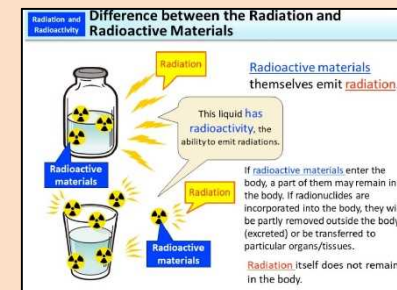 Radiation and
Radioactivity
Difference between the Radiation and
Radioactive Materials
Radiation
Radioactive materials
themselves emit radiation
This liquid has
radioactivity, the
ability to emit radiations.
Radioactive
materials
Radiation
Radioactive
materials
If radioactive materials enter the
body, a part of them may remain in
the body. If radionuclides are
incorporated into the body, they wi
be partly removed outside the body
(excreted) or be transferred to
particular organs/tissues.
Radiation itself does not remain
in the body.